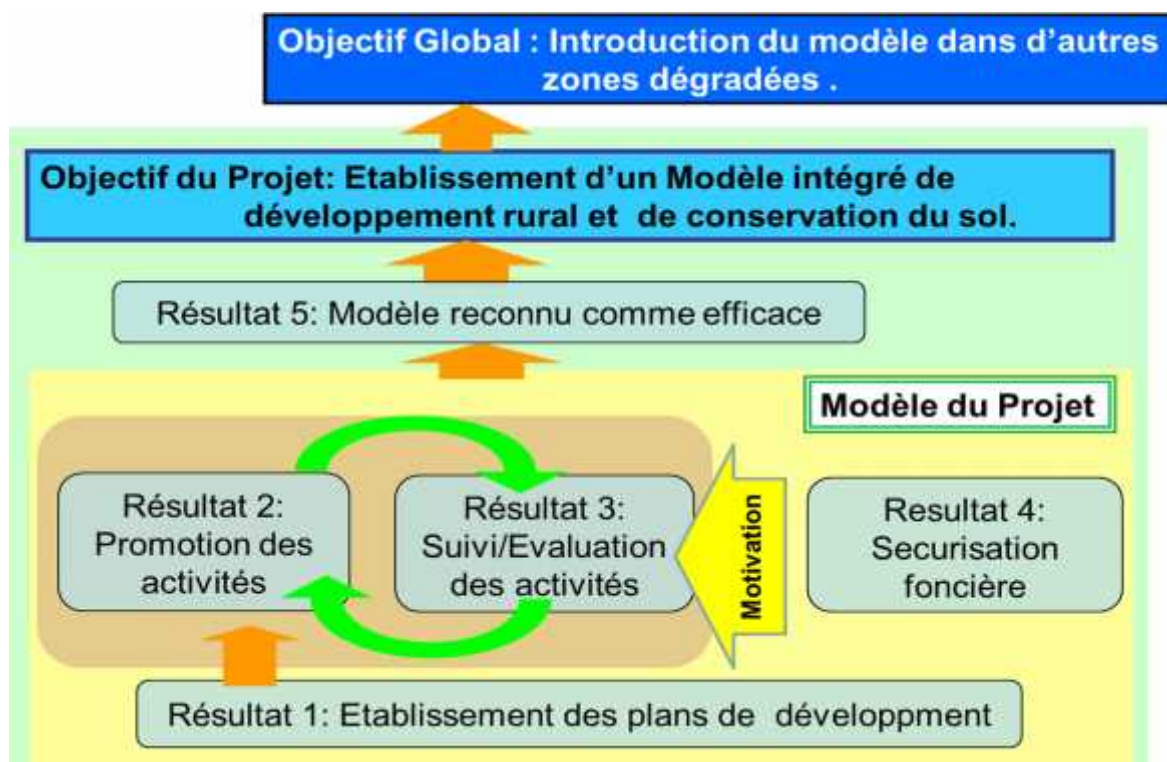 Objectif Global : Introduction du modèle dans d’autres
zones dégradées .
Objectif du Projet: Etablissement d’un Modèle intégré de
développement rural et de conservation du sol.
Résultat 5: Modèle reconnu comme efficace
Modèle du Projet
Résultat 2:
Promotion des
activités
Résultat 3:
Suivi/Evaluation
des activités
Motivation
Resultat 4:
Securisation
foncière
Résultat 1: Etablissement des plans de développment